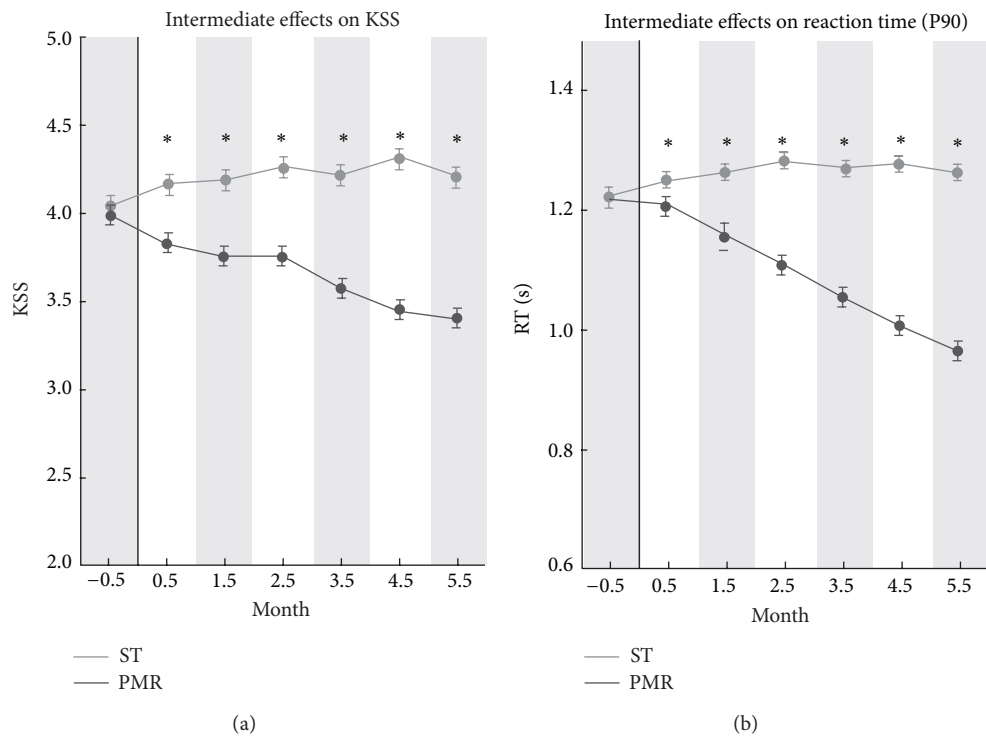 Intermediate effects on KSS
5.0
4.5
4.0
3.5
3.0
2.5
2.0
KSS
* * * * * *
−0.5 0.5 1.5 2.5 3.5 4.5 5.5
Month
ST
PMR
(a)
Intermediate effects on reaction time (P90)
1.4
1.2
1.0
0.8
0.6
RT (s)
* * * * * *
−0.5 0.5 1.5 2.5 3.5 4.5 5.5
Month
ST
PMR
(b)